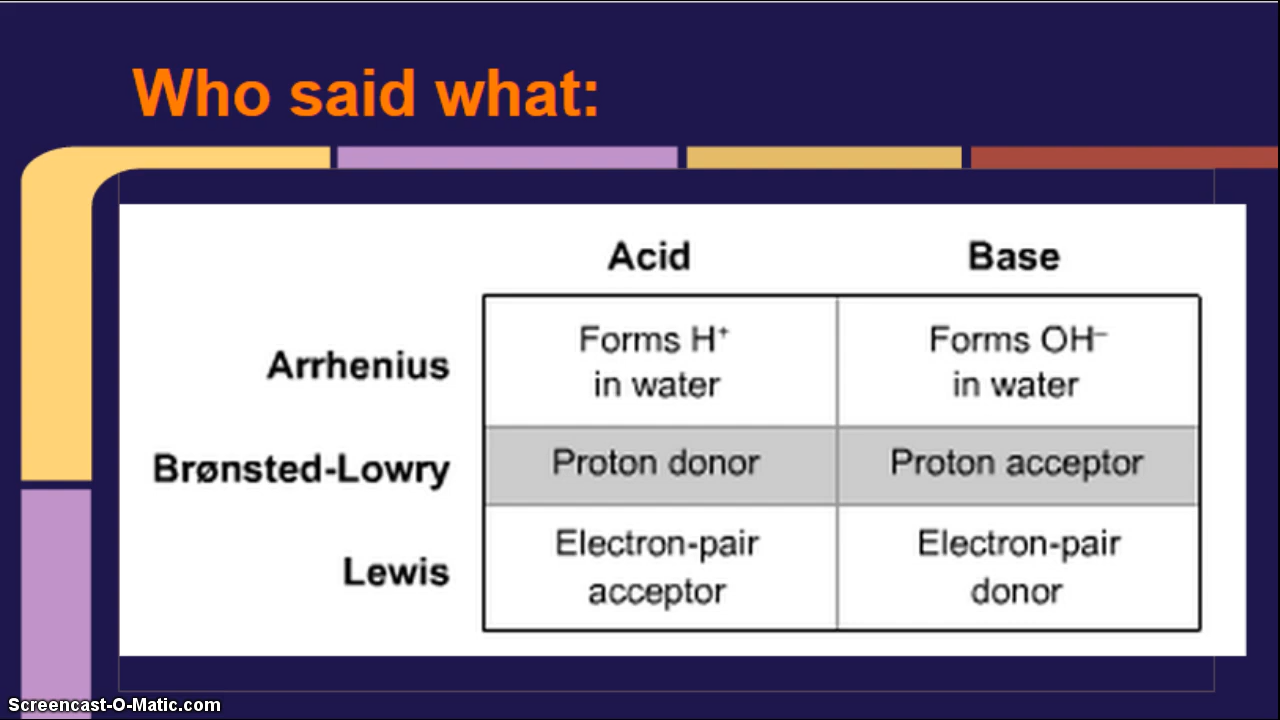 Who said what:
Acid Base
Arrhenius
Forms H⁺
in water
Forms OH⁻
in water
Brønsted-Lowry Proton donor Proton acceptor
Lewis
Electron-pair
acceptor
Electron-pair
donor
Screencast-O-Matic.com